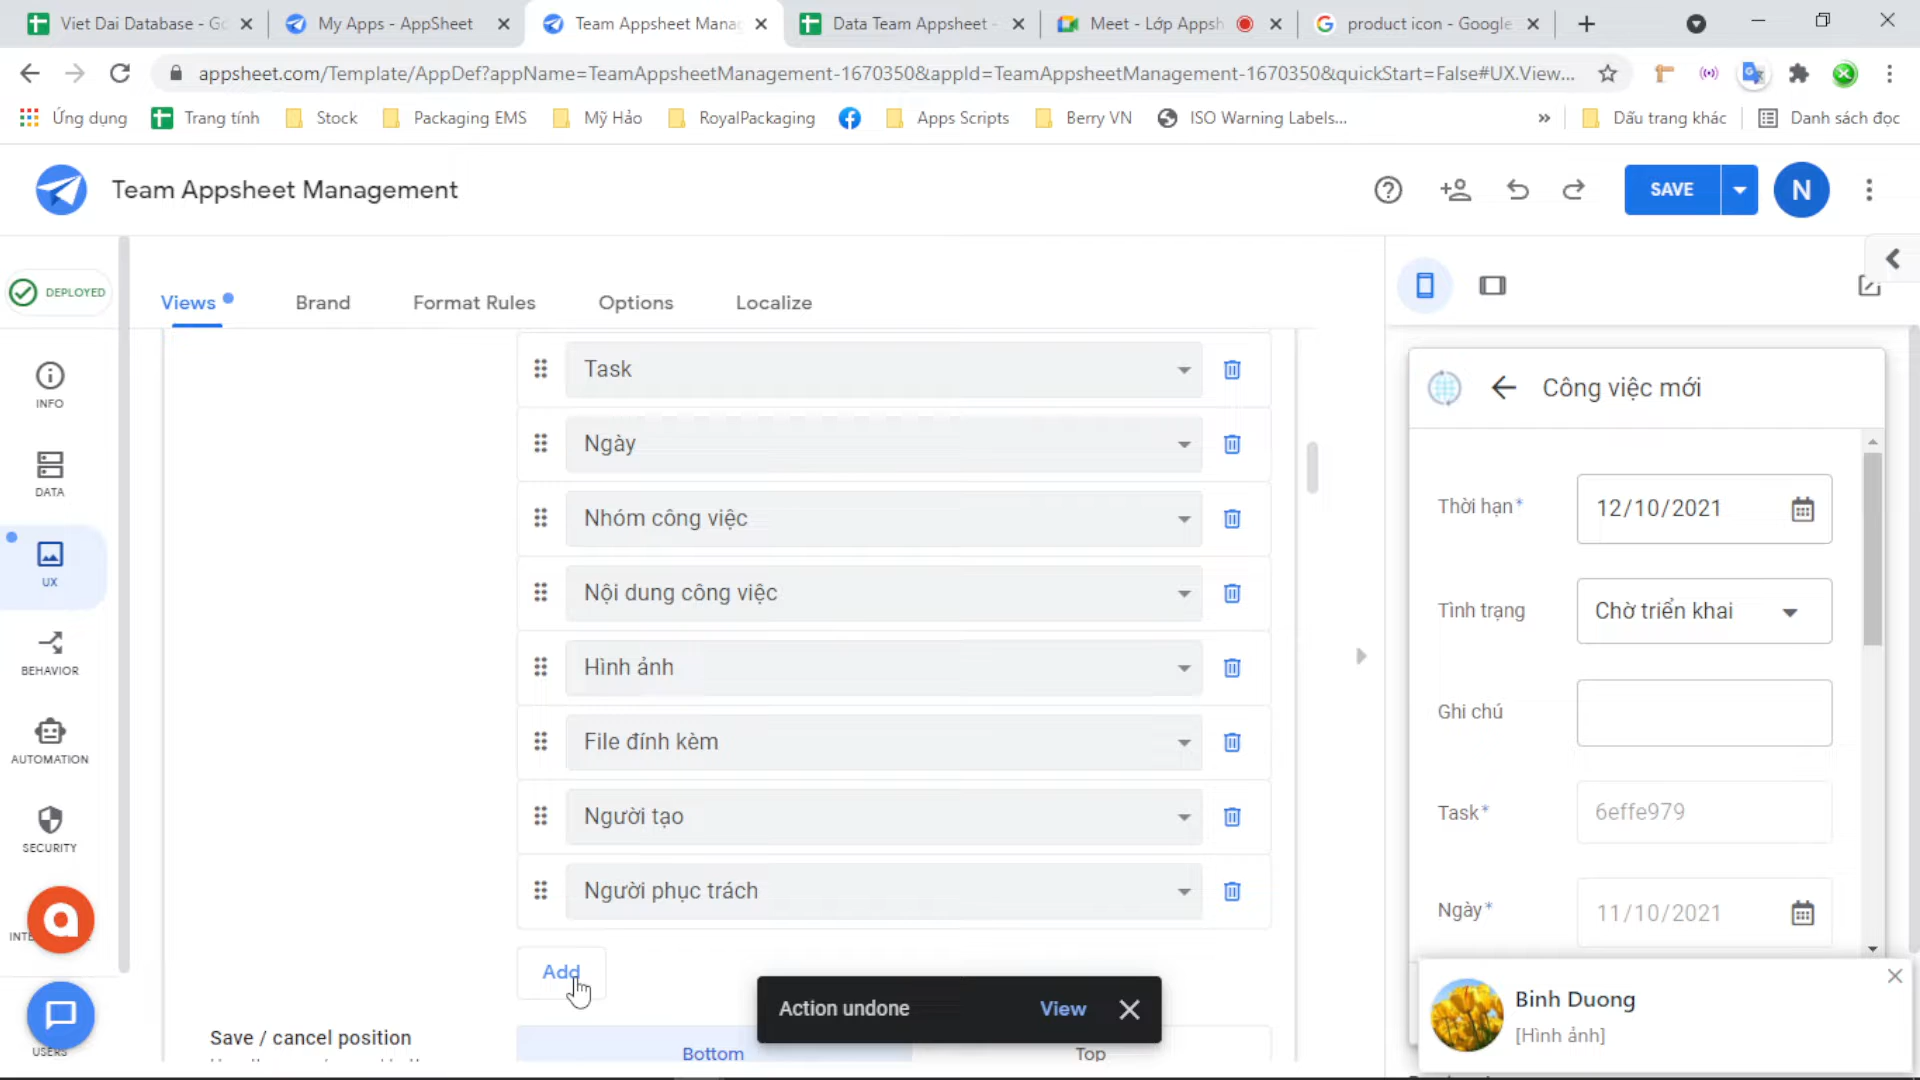 Viet Dai Database - Go
My Apps - AppSheet
Team Appsheet Mana
Data Team Appsheet -
Meet - Lớp Appsh
product icon - Google
appsheet.com/Template/AppDef?appName=TeamAppsheetManagement-1670350&appId=TeamAppsheetManagement-1670350&quickStart=False#UX.View...
Ứng dụng
Trang tính
Stock
Packaging EMS
Mỹ Hảo
RoyalPackaging
Apps Scripts
Berry VN
ISO Warning Labels...
»
Dấu trang khác
Danh sách đọc
Team Appsheet Management
SAVE
N
DEPLOYED
Views
Brand
Format Rules
Options
Localize
INFO
DATA
UX
BEHAVIOR
AUTOMATION
SECURITY
INTE
USERS
Task
Ngày
Nhóm công việc
Nội dung công việc
Hình ảnh
File đính kèm
Người tạo
Người phục trách
Add
Save / cancel position
Bottom
Top
Action undone
View
Công việc mới
Thời hạn*
12/10/2021
Tình trạng
Chờ triển khai
Ghi chú
Task*
6effe979
Ngày*
11/10/2021
Binh Duong
[Hình ảnh]